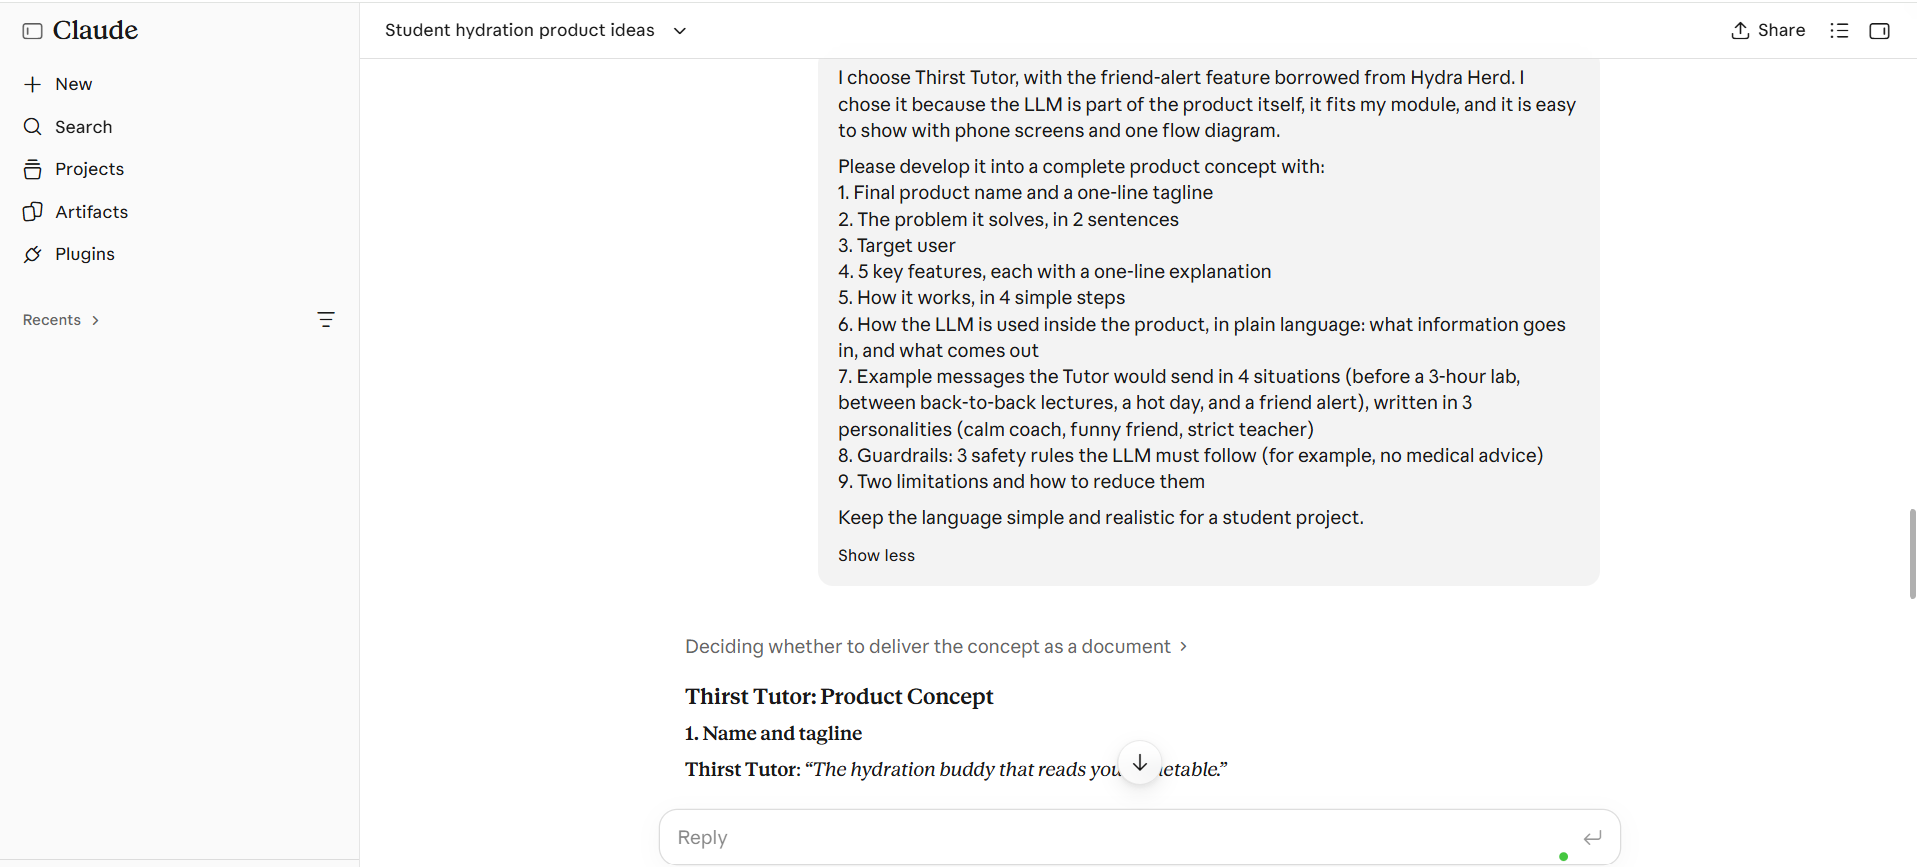 Claude
New
Search
Projects
Artifacts
Plugins
Recents
Student hydration product ideas
Share
I choose Thirst Tutor, with the friend-alert feature borrowed from Hydra Herd. I
chose it because the LLM is part of the product itself, it fits my module, and it is easy
to show with phone screens and one flow diagram.
Please develop it into a complete product concept with:
1. Final product name and a one-line tagline
2. The problem it solves, in 2 sentences
3. Target user
4. 5 key features, each with a one-line explanation
5. How it works, in 4 simple steps
6. How the LLM is used inside the product, in plain language: what information goes
in, and what comes out
7. Example messages the Tutor would send in 4 situations (before a 3-hour lab,
between back-to-back lectures, a hot day, and a friend alert), written in 3
personalities (calm coach, funny friend, strict teacher)
8. Guardrails: 3 safety rules the LLM must follow (for example, no medical advice)
9. Two limitations and how to reduce them
Keep the language simple and realistic for a student project.
Show less
Deciding whether to deliver the concept as a document
Thirst Tutor: Product Concept
1. Name and tagline
Thirst Tutor: “The hydration buddy that reads
Reply